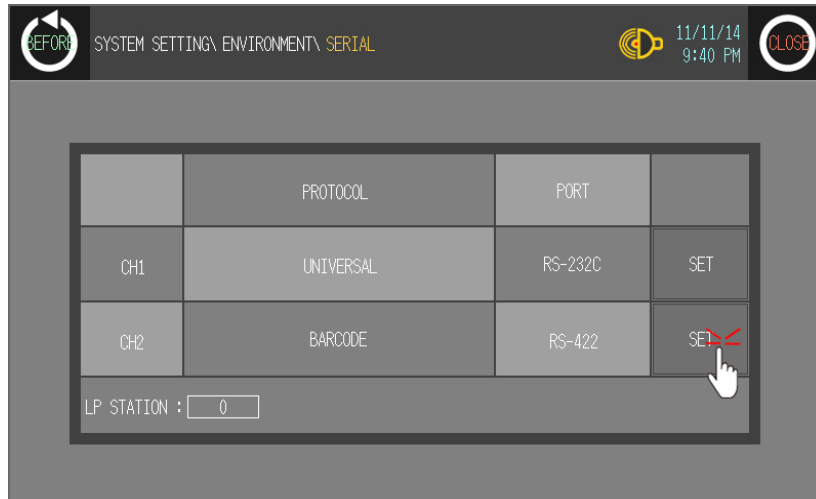 BEFORE
SYSTEM SETTING\ ENVIRONMENT\ SERIAL
11/11/14
9:40 PM
CLOSE
PROTOCOL PORT
CH1 UNIVERSAL RS-232C SET
CH2 BARCODE RS-422 SET
LP STATION : 0